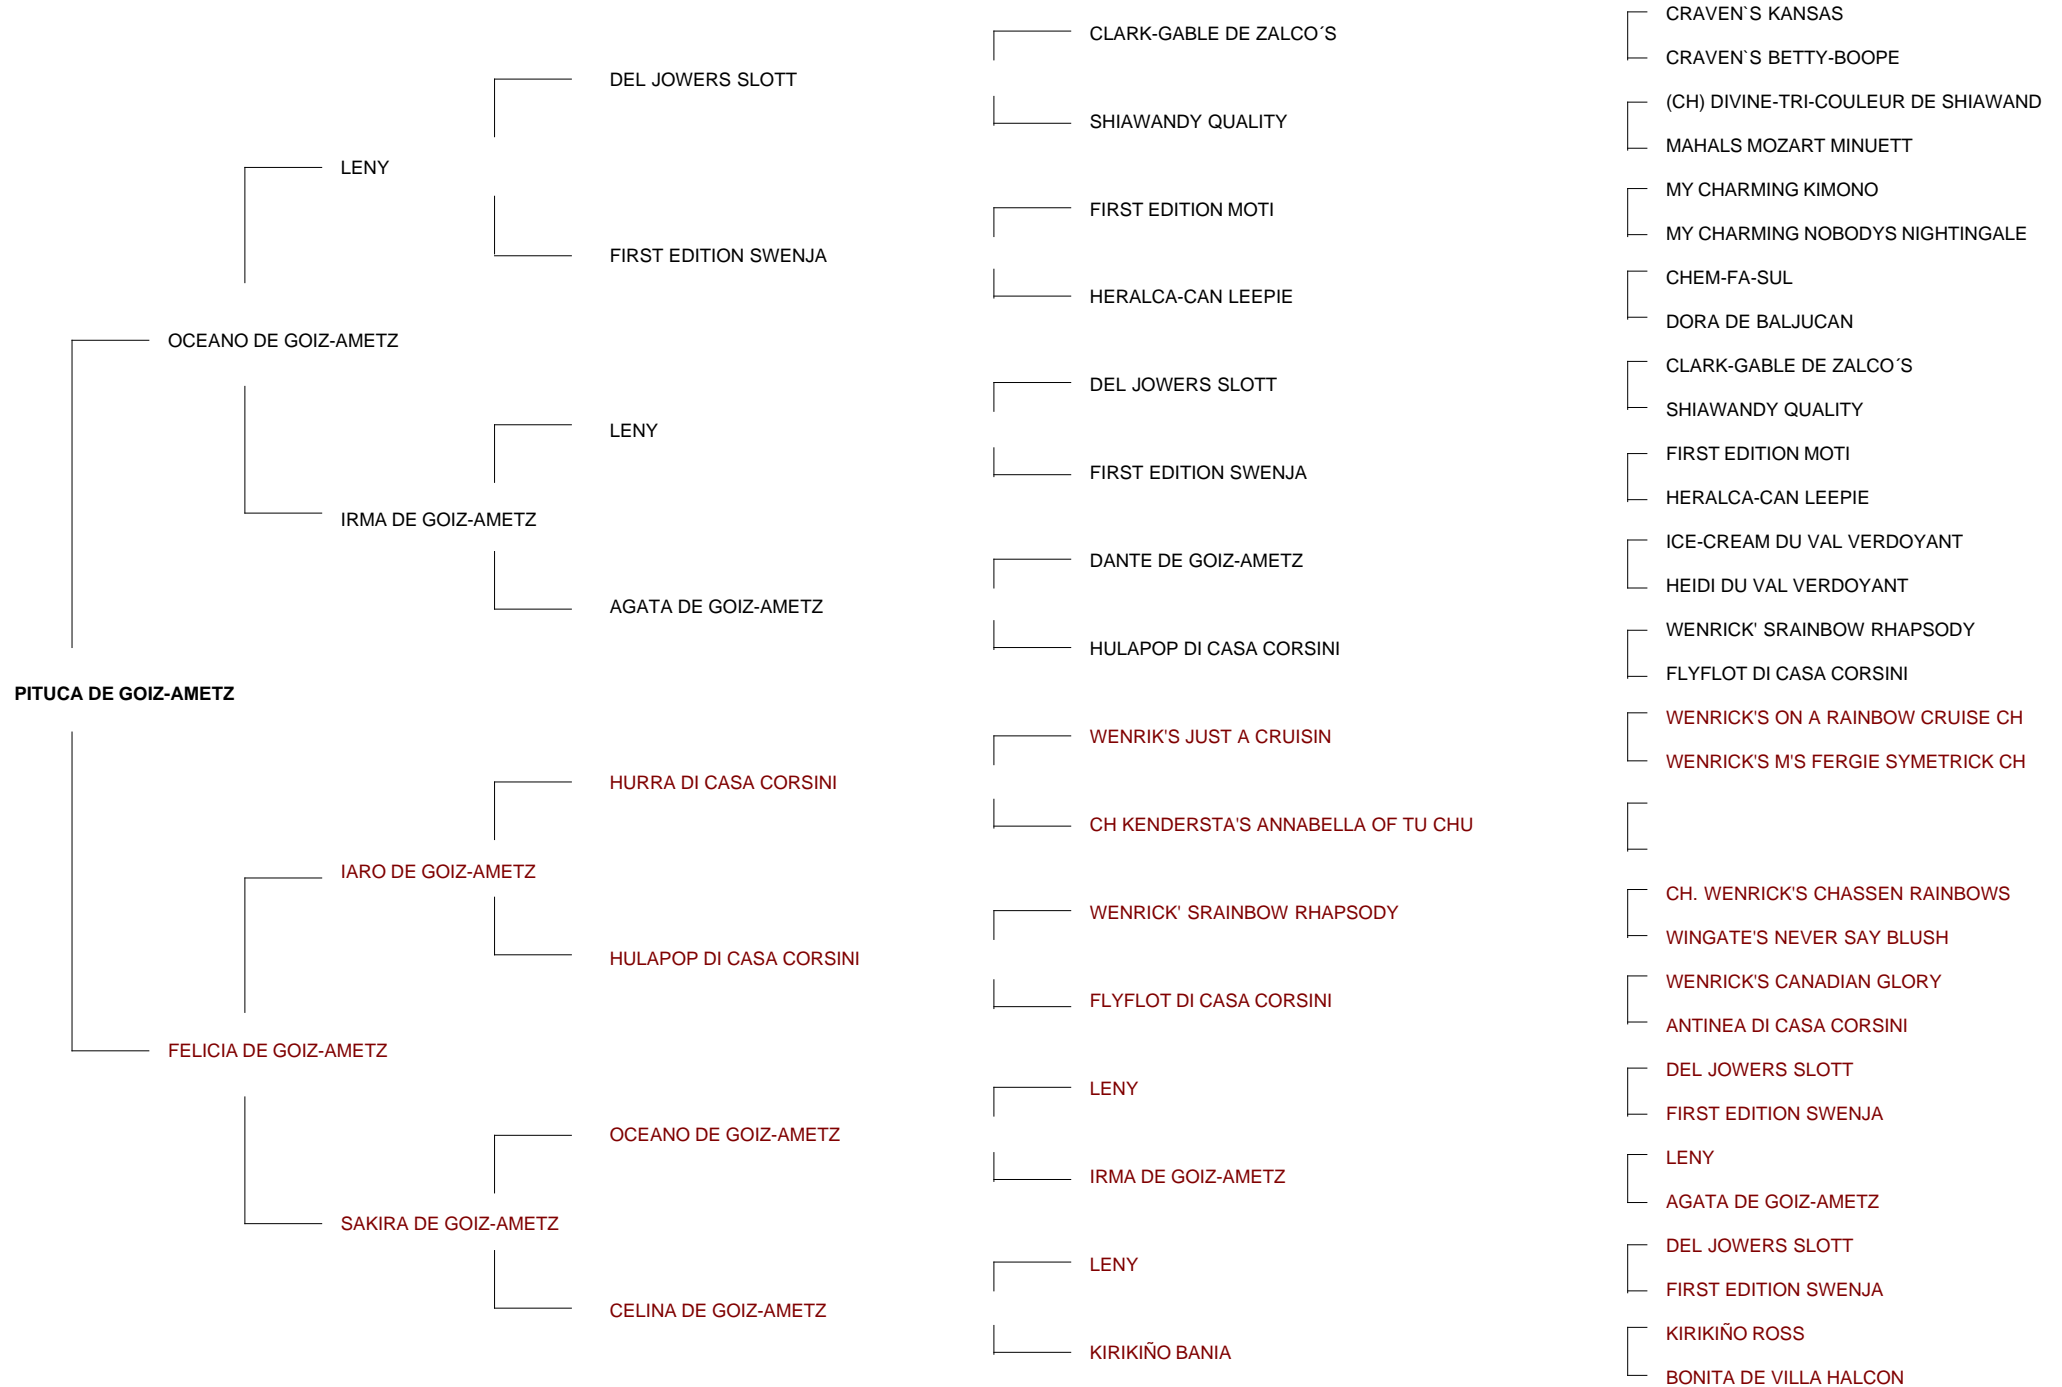 CRAVEN`S KANSAS
CLARK-GABLE DE ZALCO´S
CRAVEN`S BETTY-BOOPE
DEL JOWERS SLOTT
(CH) DIVINE-TRI-COULEUR DE SHIAWAND
SHIAWANDY QUALITY
MAHALS MOZART MINUETT
LENY
MY CHARMING KIMONO
FIRST EDITION MOTI
MY CHARMING NOBODYS NIGHTINGALE
FIRST EDITION SWENJA
CHEM-FA-SUL
HERALCA-CAN LEEPIE
DORA DE BALJUCAN
OCEANO DE GOIZ-AMETZ
CLARK-GABLE DE ZALCO´S
DEL JOWERS SLOTT
SHIAWANDY QUALITY
LENY
FIRST EDITION MOTI
FIRST EDITION SWENJA
HERALCA-CAN LEEPIE
IRMA DE GOIZ-AMETZ
ICE-CREAM DU VAL VERDOYANT
DANTE DE GOIZ-AMETZ
HEIDI DU VAL VERDOYANT
AGATA DE GOIZ-AMETZ
WENRICK' SRAINBOW RHAPSODY
HULAPOP DI CASA CORSINI
FLYFLOT DI CASA CORSINI
PITUCA DE GOIZ-AMETZ
WENRICK'S ON A RAINBOW CRUISE CH
WENRIK'S JUST A CRUISIN
WENRICK'S M'S FERGIE SYMETRICK CH
HURRA DI CASA CORSINI
CH KENDERSTA'S ANNABELLA OF TU CHU
IARO DE GOIZ-AMETZ
CH. WENRICK'S CHASSEN RAINBOWS
WENRICK' SRAINBOW RHAPSODY
WINGATE'S NEVER SAY BLUSH
HULAPOP DI CASA CORSINI
WENRICK'S CANADIAN GLORY
FLYFLOT DI CASA CORSINI
ANTINEA DI CASA CORSINI
FELICIA DE GOIZ-AMETZ
DEL JOWERS SLOTT
LENY
FIRST EDITION SWENJA
OCEANO DE GOIZ-AMETZ
LENY
IRMA DE GOIZ-AMETZ
AGATA DE GOIZ-AMETZ
SAKIRA DE GOIZ-AMETZ
DEL JOWERS SLOTT
LENY
FIRST EDITION SWENJA
CELINA DE GOIZ-AMETZ
KIRIKIÑO ROSS
KIRIKIÑO BANIA
BONITA DE VILLA HALCON